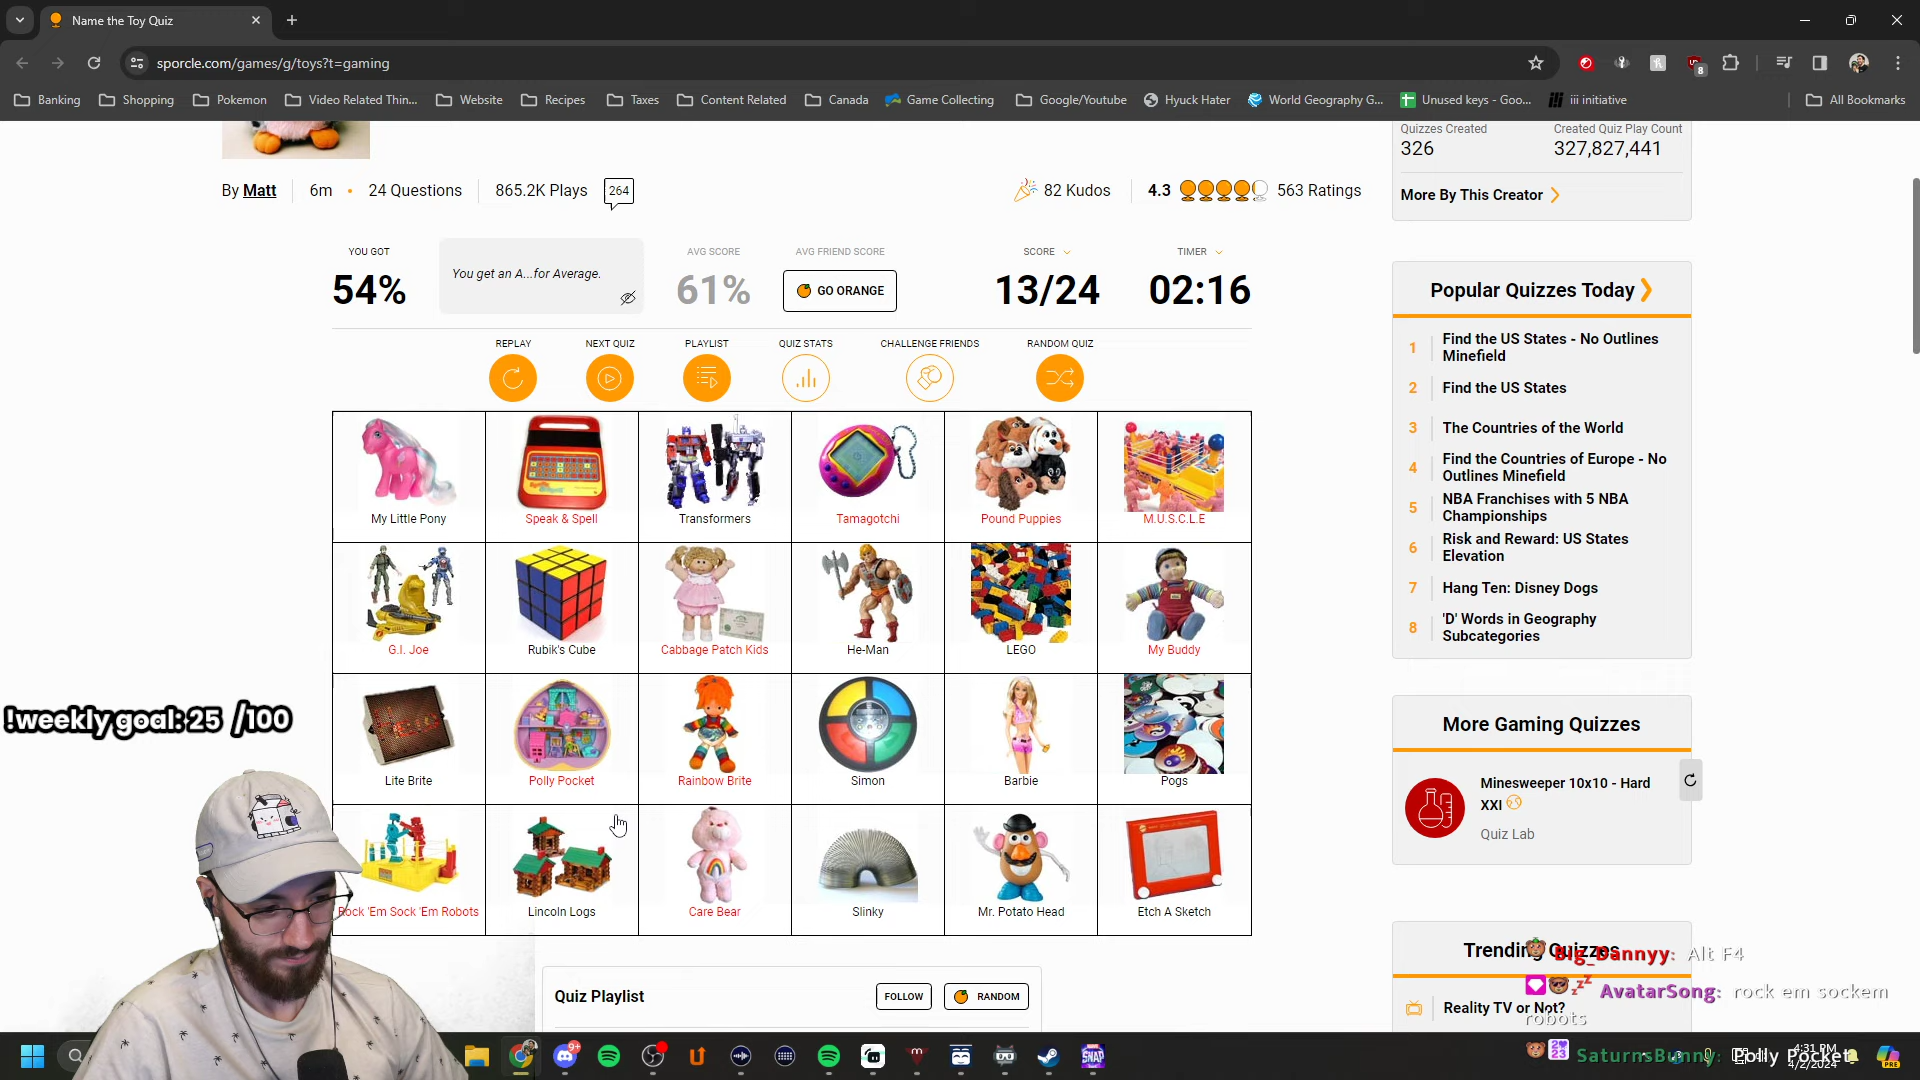 Name the Toy Quiz
sporcle.com/games/g/toys?t=gaming
8
Banking
Shopping
Pokemon
Video Related Thin...
Website
Recipes
Taxes
Content Related
Canada
Game Collecting
Google/Youtube
Hyuck Hater
World Geography G...
Unused keys - Goo...
iii initiative
All Bookmarks
By Matt
6m
24 Questions
865.2K Plays
264
82 Kudos
4.3
563 Ratings
YOU GOT
54%
You get an A...for Average.
AVG SCORE
61%
AVG FRIEND SCORE
GO ORANGE
SCORE
13/24
TIMER
02:16
REPLAY
NEXT QUIZ
PLAYLIST
QUIZ STATS
CHALLENGE FRIENDS
RANDOM QUIZ
My Little Pony
Speak & Spell
Transformers
Tamagotchi
Pound Puppies
M.U.S.C.L.E
G.I. Joe
Rubik's Cube
Cabbage Patch Kids
He-Man
LEGO
My Buddy
Lite Brite
Polly Pocket
Rainbow Brite
Simon
Barbie
Pogs
Rock 'Em Sock 'Em Robots
Lincoln Logs
Care Bear
Slinky
Mr. Potato Head
Etch A Sketch
!weekly goal: 25 /100
Quiz Playlist
FOLLOW
RANDOM
Quizzes Created
326
Created Quiz Play Count
327,827,441
More By This Creator
Popular Quizzes Today
1 Find the US States - No Outlines
Minefield
2 Find the US States
3 The Countries of the World
4 Find the Countries of Europe - No
Outlines Minefield
5 NBA Franchises with 5 NBA
Championships
6 Risk and Reward: US States
Elevation
7 Hang Ten: Disney Dogs
8 'D' Words in Geography
Subcategories
More Gaming Quizzes
Minesweeper 10x10 - Hard
XXI
Quiz Lab
Trending Quizzes
Reality TV or Not?
Big_Dannyy: Alt F4
AvatarSong: rock em sockem
robots
SaturnsBunny: Polly Pocket
9+
SNAP
4:31 PM
4/2/2024
PRE